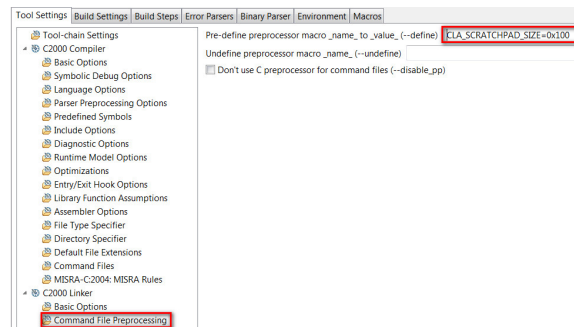 Tool Settings Build Settings Build Steps Error Parsers Binary Parser Environment Macros
Tool-chain Settings
C2000 Compiler
Basic Options
Symbolic Debug Options
Language Options
Parser Preprocessing Options
Predefined Symbols
Include Options
Diagnostic Options
Runtime Model Options
Optimizations
Entry/Exit Hook Options
Library Function Assumptions
Assembler Options
File Type Specifier
Directory Specifier
Default File Extensions
Command Files
MISRA-C:2004: MISRA Rules
C2000 Linker
Basic Options
Command File Preprocessing
Pre-define preprocessor macro _name_ to _value_ (--define) CLA_SCRATCHPAD_SIZE=0x100
Undefine preprocessor macro _name_ (--undefine)
Don't use C preprocessor for command files (--disable_pp)